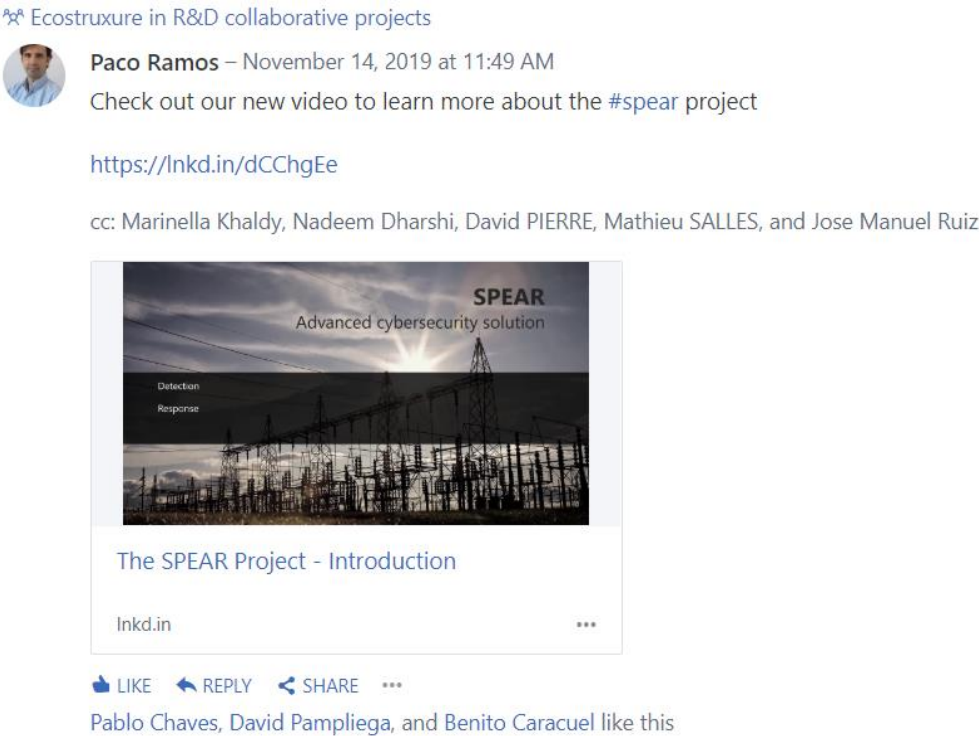 Ecostruxure in R&D collaborative projects
Paco Ramos – November 14, 2019 at 11:49 AM
Check out our new video to learn more about the #spear project
https://lnkd.in/dCChgEe
cc: Marinella Khaldy, Nadeem Dharshi, David PIERRE, Mathieu SALLES, and Jose Manuel Ruiz
SPEAR
Advanced cybersecurity solution
Detection
Response
The SPEAR Project - Introduction
lnkd.in
•••
LIKE REPLY SHARE •••
Pablo Chaves, David Pampliega, and Benito Caracuel like this